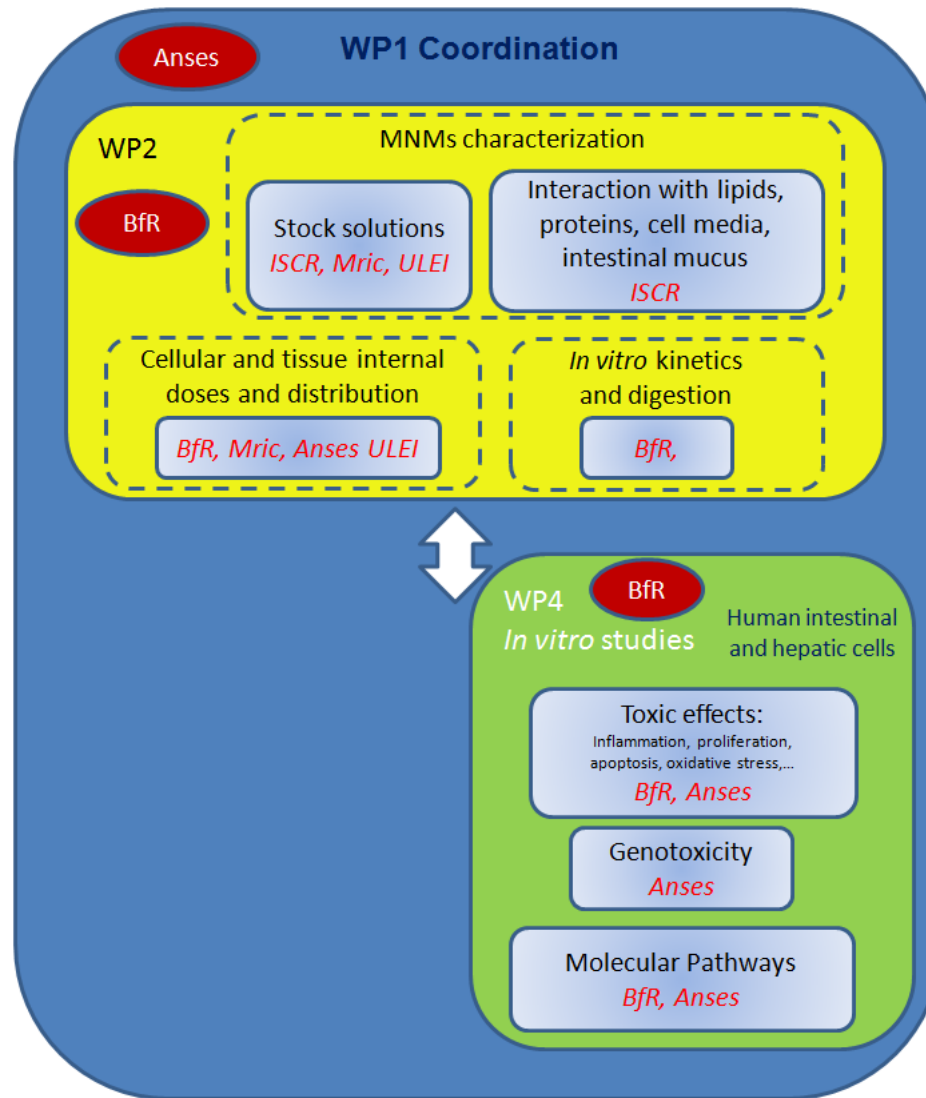 Anses
WP1 Coordination
WP2
BfR
MNMs characterization
Stock solutions
ISCR, Mric, ULEI
Interaction with lipids,
proteins, cell media,
intestinal mucus
ISCR
Cellular and tissue internal
doses and distribution
BfR, Mric, Anses ULEI
In vitro kinetics
and digestion
BfR,
WP4
In vitro studies
BfR
Human intestinal
and hepatic cells
Toxic effects:
Inflammation, proliferation,
apoptosis, oxidative stress,...
BfR, Anses
Genotoxicity
Anses
Molecular Pathways
BfR, Anses